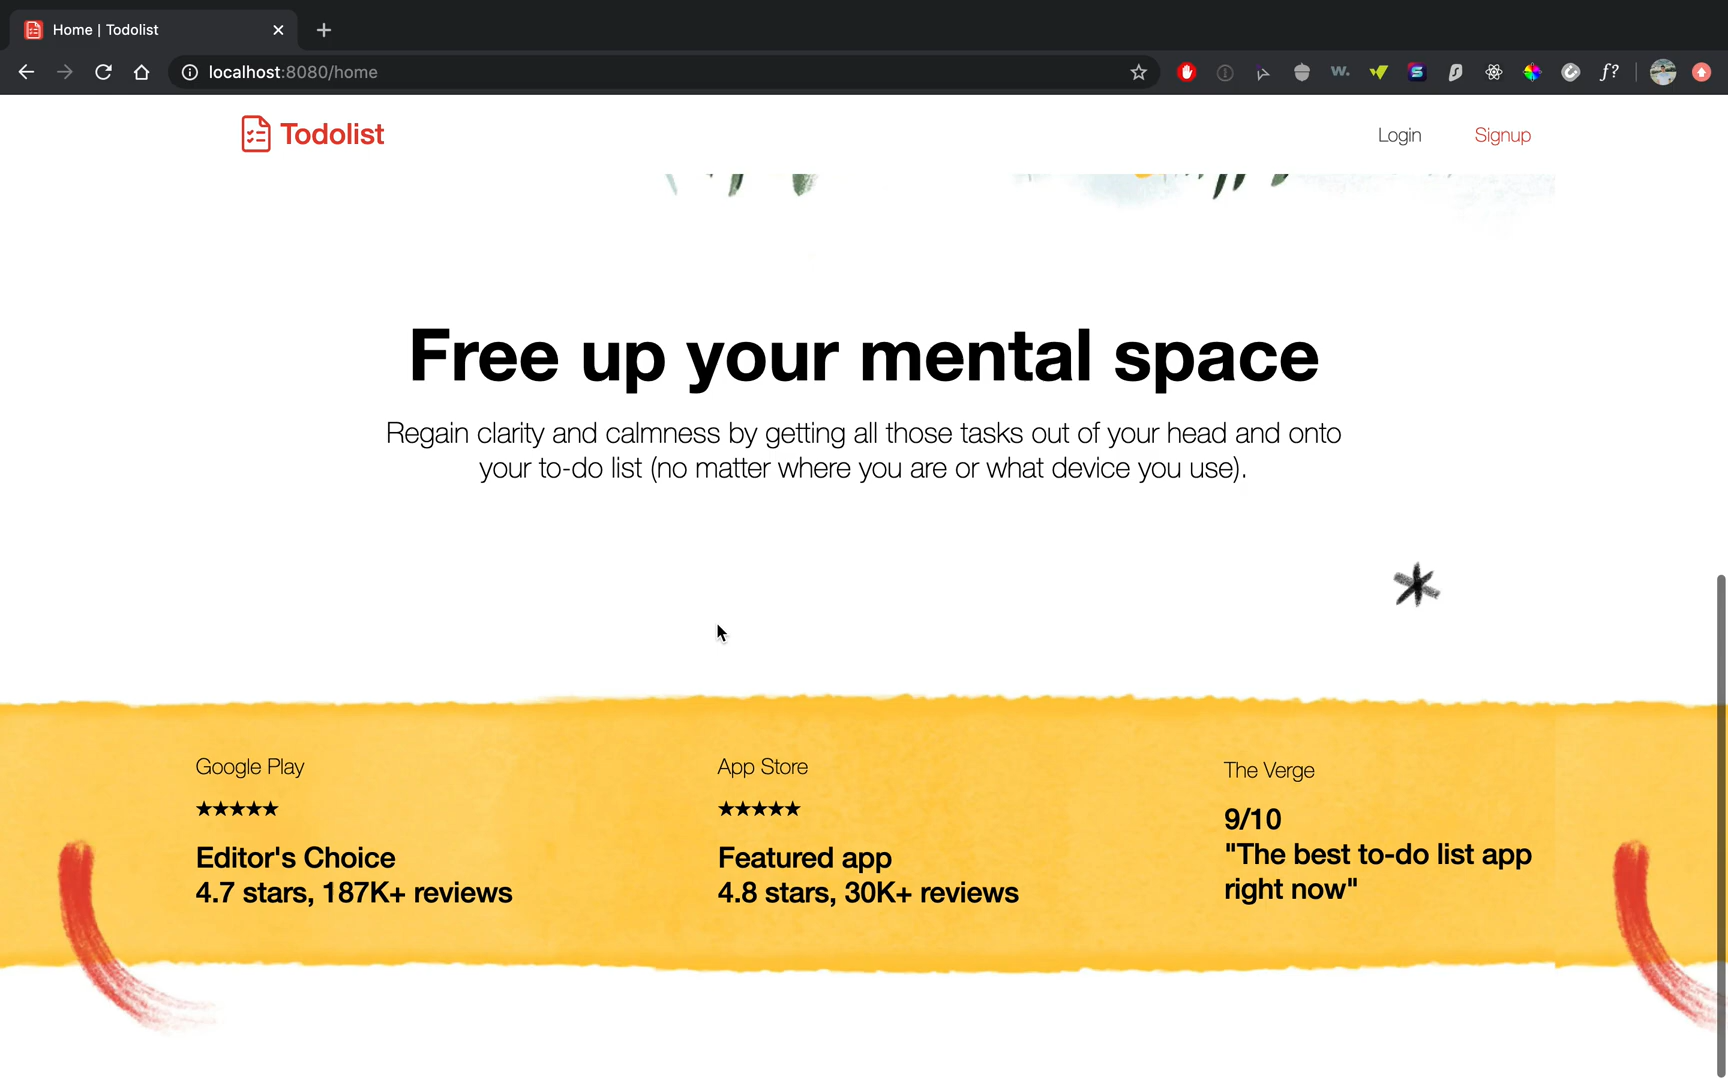 Home | Todolist
localhost:8080/home
w.
S
f?
Todolist
Login
Signup
Free up your mental space
Regain clarity and calmness by getting all those tasks out of your head and onto
your to-do list (no matter where you are or what device you use).
Google Play
★★★★★
Editor's Choice
4.7 stars, 187K+ reviews
App Store
★★★★★
Featured app
4.8 stars, 30K+ reviews
The Verge
9/10
"The best to-do list app
right now"